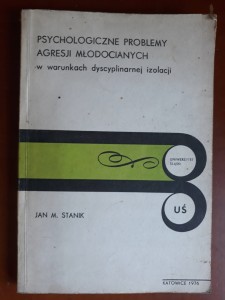 PSYCHOLOGICZNE PROBLEMY
AGRESJI MŁODOCIANYCH
w warunkach dyscyplinarnej izolacji
UNIWERSYTET
ŚLĄSKI
UŚ
JAN M. STANIK
KATOWICE 1976